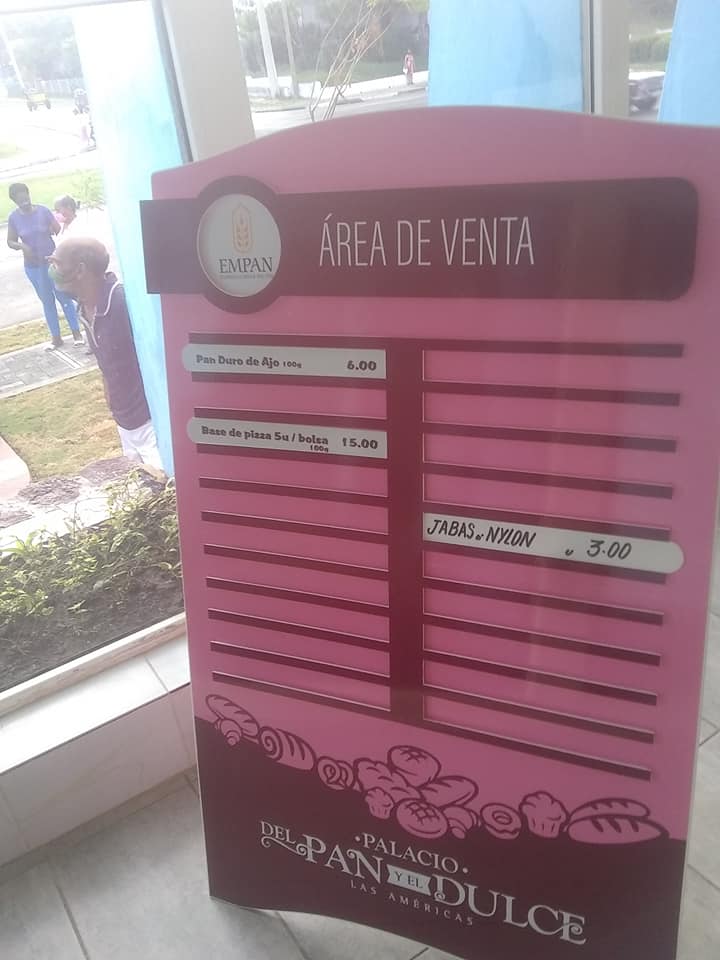 EMPAN
ÁREA DE VENTA
Pan Duro de Ajo 100g 6.00
Base de pizza 5u / bolsa 15.00
100g
JABAS NYLON u 3.00
PALACIO
DEL PAN Y EL DULCE
LAS AMÉRICAS